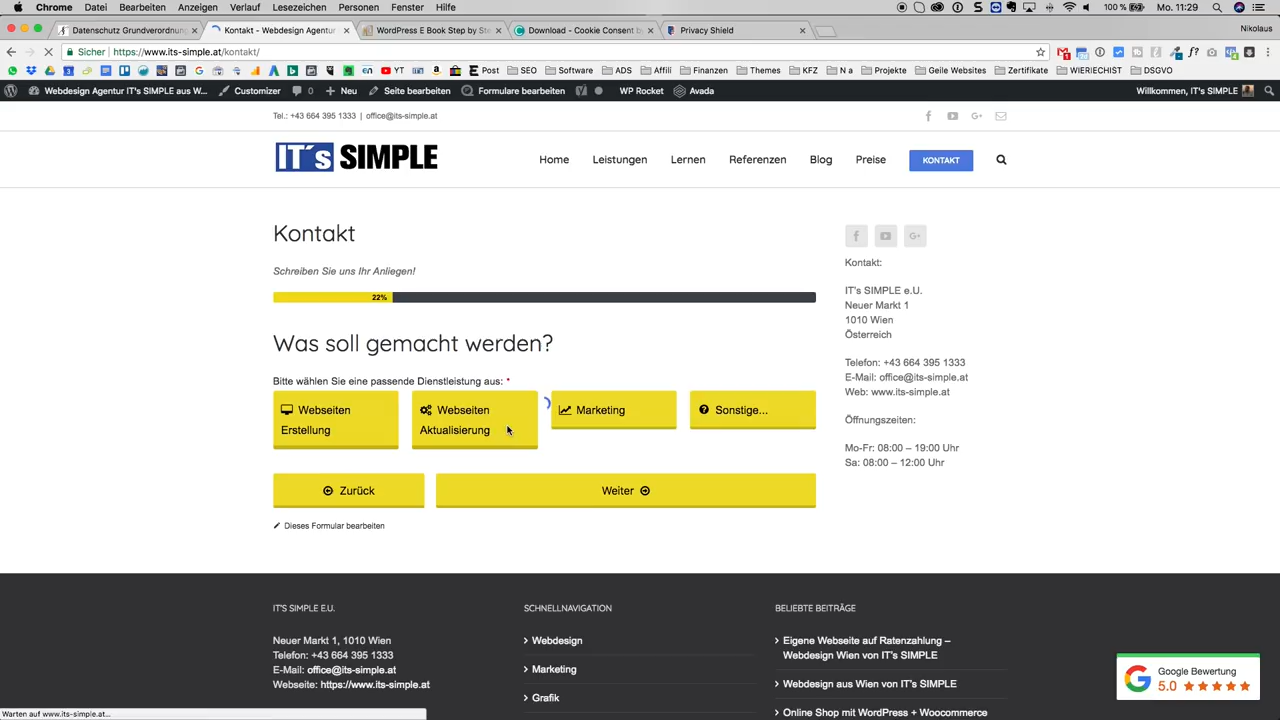 Chrome Datei Bearbeiten Anzeigen Verlauf Lesezeichen Personen Fenster Hilfe 100 % Mo. 11:29
Datenschutz Grundverordnung × Kontakt - Webdesign Agentur × WordPress E Book Step by Ste × Download - Cookie Consent b × Privacy Shield × Nikolaus
Sicher | https://www.its-simple.at/kontakt/
YT Post SEO Software ADS Affili Finanzen Themes KFZ N a Projekte Geile Websites Zertifikate WIERIECHIST DSGVO
Webdesign Agentur IT's SIMPLE aus W... Customizer 0 Neu Seite bearbeiten Formulare bearbeiten WP Rocket Avada Willkommen, IT's SIMPLE
Tel.: +43 664 395 1333 | office@its-simple.at
IT´s SIMPLE Home Leistungen Lernen Referenzen Blog Preise KONTAKT
Kontakt
Schreiben Sie uns Ihr Anliegen!
22%
Was soll gemacht werden?
Bitte wählen Sie eine passende Dienstleistung aus: *
Webseiten Erstellung
Webseiten Aktualisierung
Marketing
Sonstige...
Zurück
Weiter
Dieses Formular bearbeiten
Kontakt:
IT's SIMPLE e.U.
Neuer Markt 1
1010 Wien
Österreich
Telefon: +43 664 395 1333
E-Mail: office@its-simple.at
Web: www.its-simple.at
Öffnungszeiten:
Mo-Fr: 08:00 – 19:00 Uhr
Sa: 08:00 – 12:00 Uhr
IT'S SIMPLE E.U.
Neuer Markt 1, 1010 Wien
Telefon: +43 664 395 1333
E-Mail: office@its-simple.at
Webseite: https://www.its-simple.at
SCHNELLNAVIGATION
Webdesign
Marketing
Grafik
BELIEBTE BEITRÄGE
Eigene Webseite auf Ratenzahlung –
Webdesign Wien von IT's SIMPLE
Webdesign aus Wien von IT's SIMPLE
Online Shop mit WordPress + Woocommerce
Google Bewertung
5.0
Warten auf www.its-simple.at...